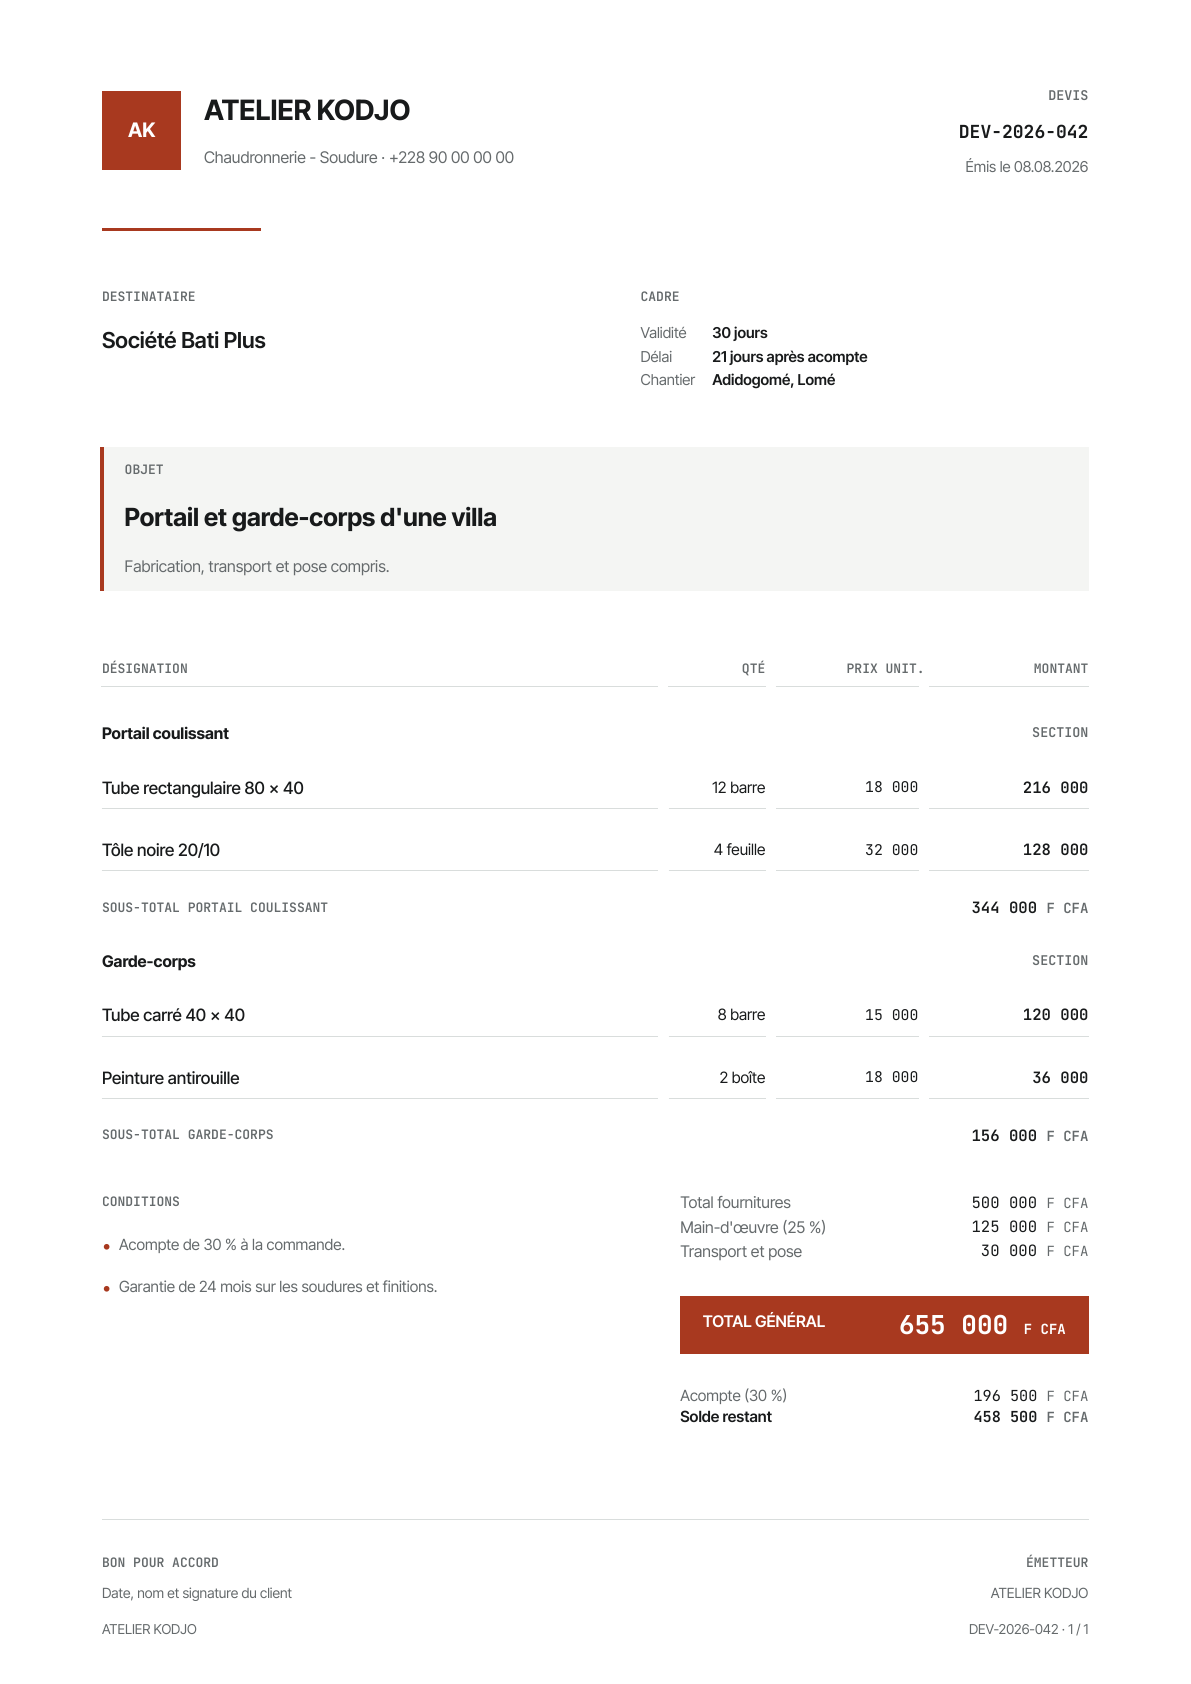 AK
ATELIER KODJO
Chaudronnerie - Soudure · +228 90 00 00 00
DEVIS
DEV-2026-042
Émis le 08.08.2026
DESTINATAIRE
Société Bati Plus
CADRE
Validité 30 jours
Délai 21 jours après acompte
Chantier Adidogomé, Lomé
OBJET
Portail et garde-corps d'une villa
Fabrication, transport et pose compris.
DÉSIGNATION QTÉ PRIX UNIT. MONTANT
Portail coulissant SECTION
Tube rectangulaire 80 × 40 12 barre 18 000 216 000
Tôle noire 20/10 4 feuille 32 000 128 000
SOUS-TOTAL PORTAIL COULISSANT 344 000 F CFA
Garde-corps SECTION
Tube carré 40 × 40 8 barre 15 000 120 000
Peinture antirouille 2 boîte 18 000 36 000
SOUS-TOTAL GARDE-CORPS 156 000 F CFA
CONDITIONS
• Acompte de 30 % à la commande.
• Garantie de 24 mois sur les soudures et finitions.
Total fournitures 500 000 F CFA
Main-d'œuvre (25 %) 125 000 F CFA
Transport et pose 30 000 F CFA
TOTAL GÉNÉRAL 655 000 F CFA
Acompte (30 %) 196 500 F CFA
Solde restant 458 500 F CFA
BON POUR ACCORD
Date, nom et signature du client
ÉMETTEUR
ATELIER KODJO
ATELIER KODJO DEV-2026-042 · 1 / 1